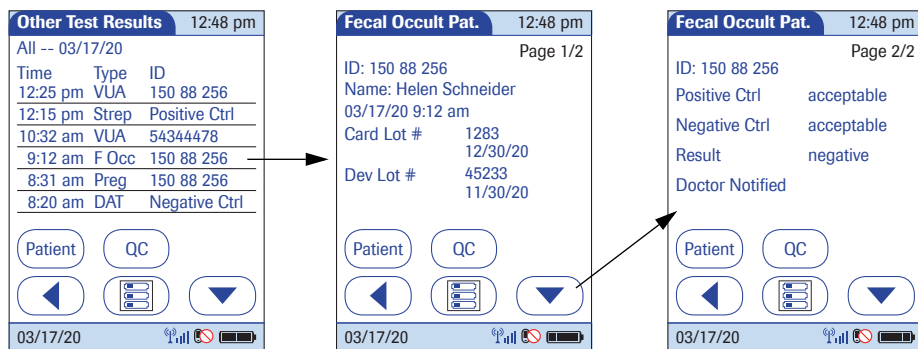 Other Test Results 12:48 pm
All -- 03/17/20
Time Type ID
12:25 pm VUA 150 88 256
12:15 pm Strep Positive Ctrl
10:32 am VUA 54344478
9:12 am F Occ 150 88 256
8:31 am Preg 150 88 256
8:20 am DAT Negative Ctrl
Patient QC
03/17/20
Fecal Occult Pat. 12:48 pm
Page 1/2
ID: 150 88 256
Name: Helen Schneider
03/17/20 9:12 am
Card Lot # 1283
12/30/20
Dev Lot # 45233
11/30/20
Patient QC
03/17/20
Fecal Occult Pat. 12:48 pm
Page 2/2
ID: 150 88 256
Positive Ctrl acceptable
Negative Ctrl acceptable
Result negative
Doctor Notified
Patient QC
03/17/20